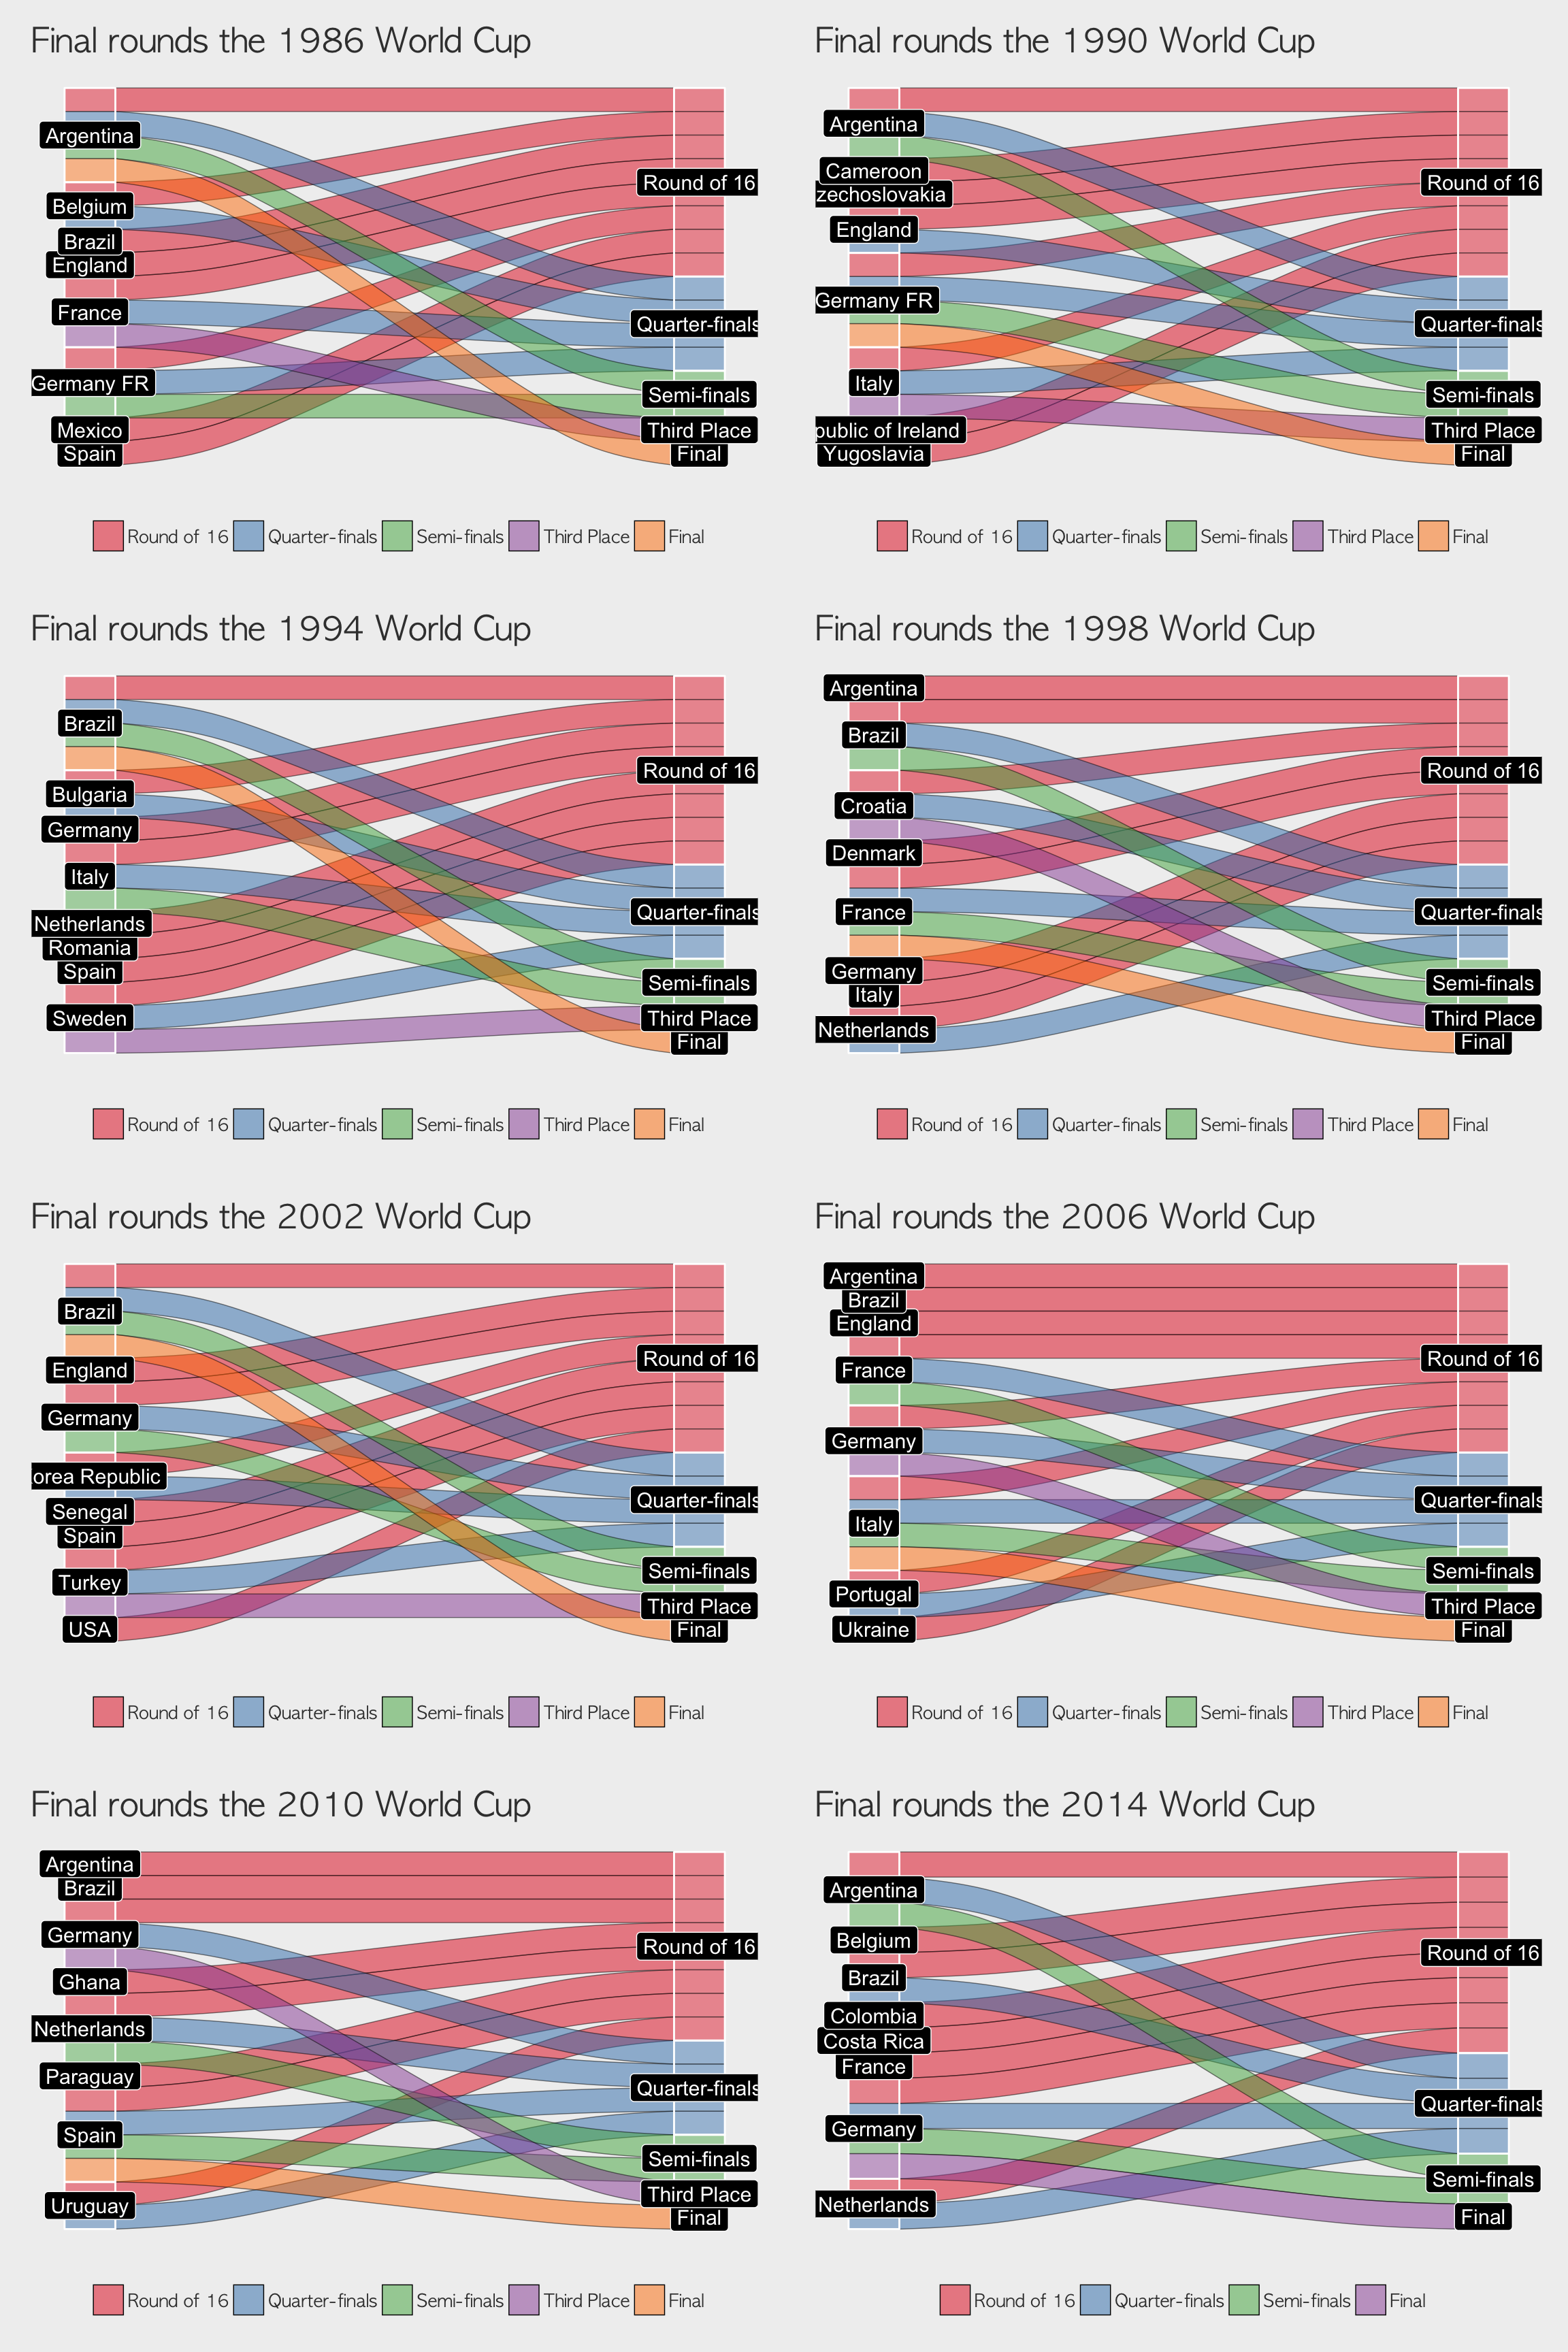 Final rounds the 1986 World Cup
Argentina
Belgium
Brazil
England
France
Germany FR
Mexico
Spain
Round of 16
Quarter-finals
Semi-finals
Third Place
Final
Round of 16 Quarter-finals Semi-finals Third Place Final
Final rounds the 1990 World Cup
Argentina
Cameroon
zechoslovakia
England
Germany FR
Italy
public of Ireland
Yugoslavia
Round of 16
Quarter-finals
Semi-finals
Third Place
Final
Round of 16 Quarter-finals Semi-finals Third Place Final
Final rounds the 1994 World Cup
Brazil
Bulgaria
Germany
Italy
Netherlands
Romania
Spain
Sweden
Round of 16
Quarter-finals
Semi-finals
Third Place
Final
Round of 16 Quarter-finals Semi-finals Third Place Final
Final rounds the 1998 World Cup
Argentina
Brazil
Croatia
Denmark
France
Germany
Italy
Netherlands
Round of 16
Quarter-finals
Semi-finals
Third Place
Final
Round of 16 Quarter-finals Semi-finals Third Place Final
Final rounds the 2002 World Cup
Brazil
England
Germany
orea Republic
Senegal
Spain
Turkey
USA
Round of 16
Quarter-finals
Semi-finals
Third Place
Final
Round of 16 Quarter-finals Semi-finals Third Place Final
Final rounds the 2006 World Cup
Argentina
Brazil
England
France
Germany
Italy
Portugal
Ukraine
Round of 16
Quarter-finals
Semi-finals
Third Place
Final
Round of 16 Quarter-finals Semi-finals Third Place Final
Final rounds the 2010 World Cup
Argentina
Brazil
Germany
Ghana
Netherlands
Paraguay
Spain
Uruguay
Round of 16
Quarter-finals
Semi-finals
Third Place
Final
Round of 16 Quarter-finals Semi-finals Third Place Final
Final rounds the 2014 World Cup
Argentina
Belgium
Brazil
Colombia
Costa Rica
France
Germany
Netherlands
Round of 16
Quarter-finals
Semi-finals
Final
Round of 16 Quarter-finals Semi-finals Final